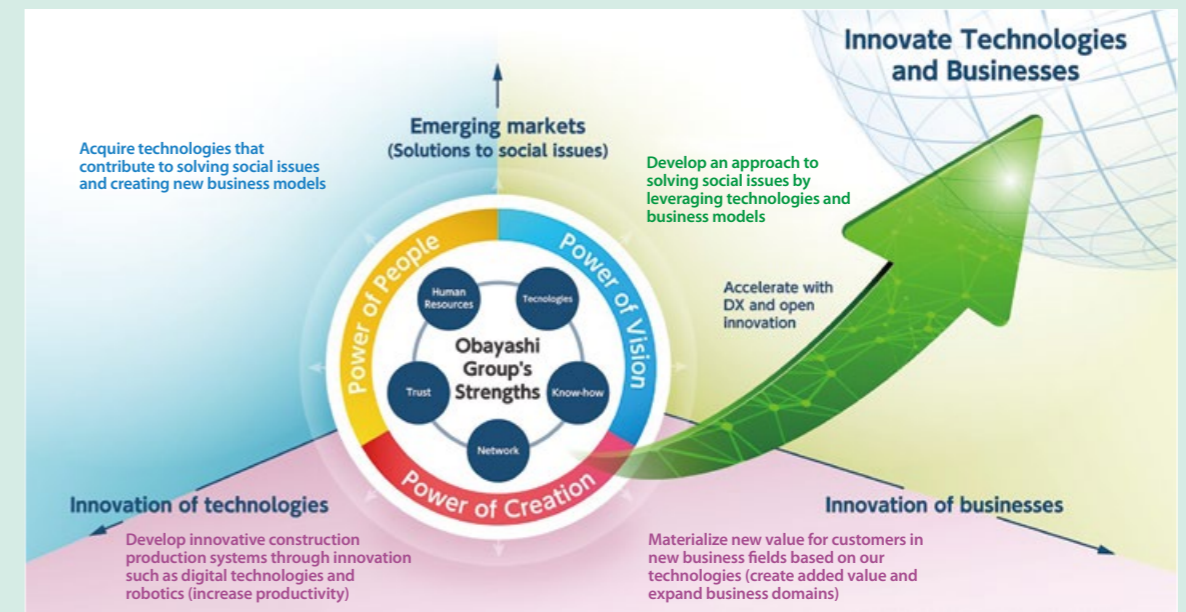 Innovate Technologies
and Businesses
Emerging markets
(Solutions to social issues)
Acquire technologies that
contribute to solving social issues
and creating new business models
Develop an approach to
solving social issues by
leveraging technologies and
business models
Accelerate with
DX and open
innovation
Power of People
Power of Vision
Power of Creation
Human
Resources
Tecnologies
Obayashi
Group's
Strengths
Trust
Know-how
Network
Innovation of technologies
Innovation of businesses
Develop innovative construction
production systems through innovation
such as digital technologies and
robotics (increase productivity)
Materialize new value for customers in
new business fields based on our
technologies (create added value and
expand business domains)